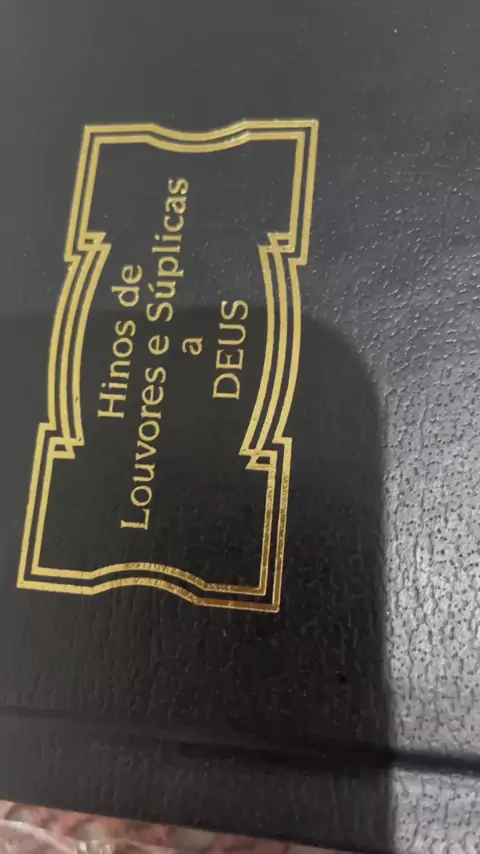 Hinos de
Louvores e Súplicas
a
DEUS